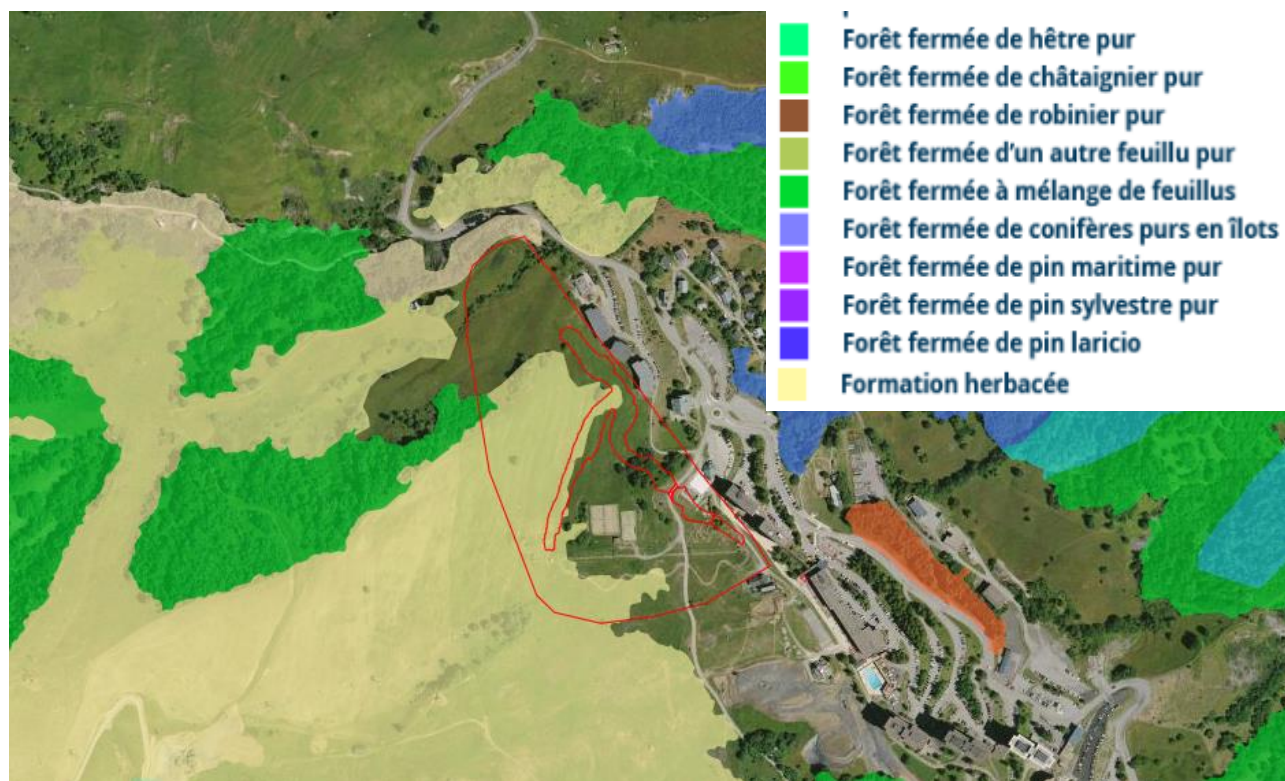 Forêt fermée de hêtre pur
Forêt fermée de châtaignier pur
Forêt fermée de robinier pur
Forêt fermée d'un autre feuillu pur
Forêt fermée à mélange de feuillus
Forêt fermée de conifères purs en îlots
Forêt fermée de pin maritime pur
Forêt fermée de pin sylvestre pur
Forêt fermée de pin laricio
Formation herbacée